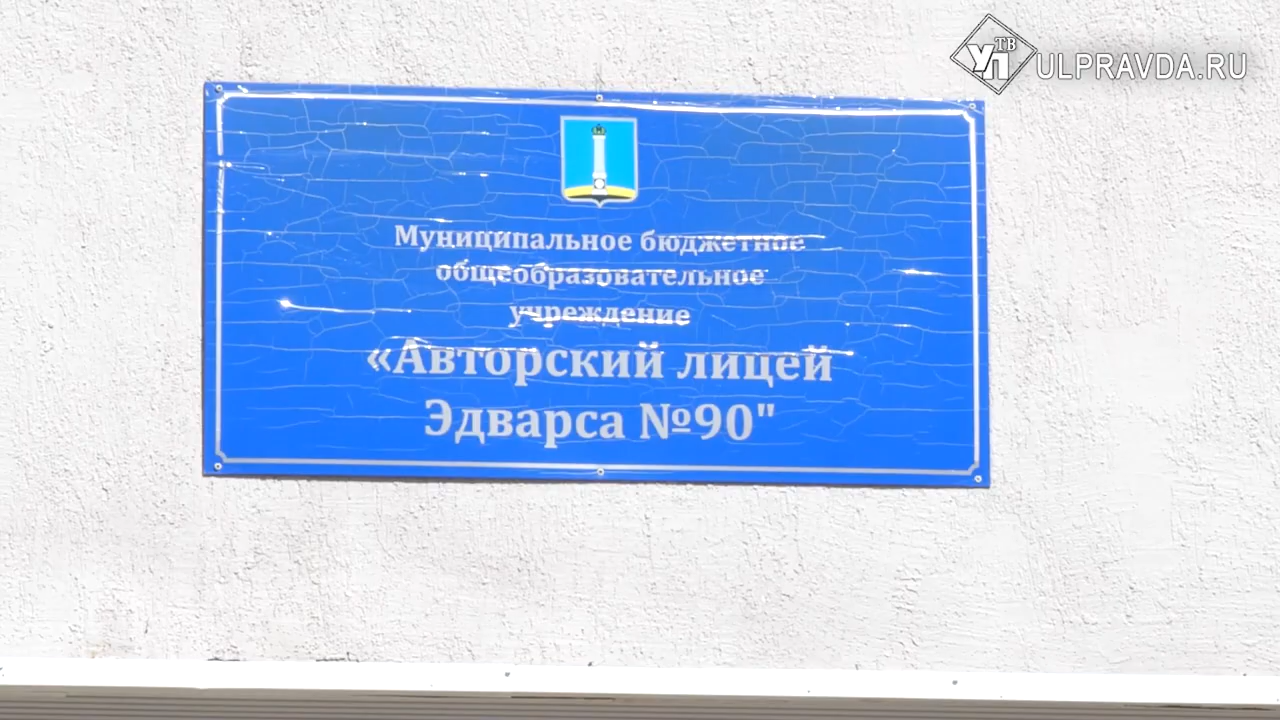 УП ТВ ULPRAVDA.RU
Муниципальное бюджетное
общеобразовательное
учреждение
«Авторский лицей
Эдварса №90"